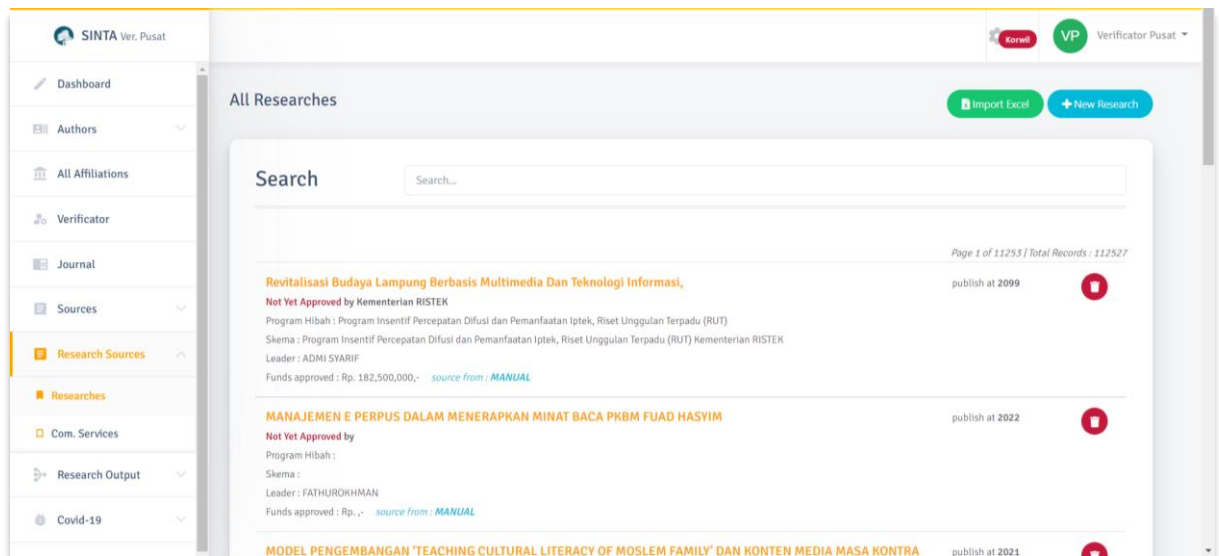 SINTA Ver. Pusat
Korwil
VP
Verificator Pusat
Dashboard
Authors
All Affiliations
Verificator
Journal
Sources
Research Sources
Researches
Com. Services
Research Output
Covid-19
All Researches
Import Excel
New Research
Search
Search...
Page 1 of 11253 | Total Records : 112527
Revitalisasi Budaya Lampung Berbasis Multimedia Dan Teknologi Informasi,
publish at 2099
Not Yet Approved by Kementerian RISTEK
Program Hibah : Program Insentif Percepatan Difusi dan Pemanfaatan Iptek, Riset Unggulan Terpadu (RUT)
Skema : Program Insentif Percepatan Difusi dan Pemanfaatan Iptek, Riset Unggulan Terpadu (RUT) Kementerian RISTEK
Leader : ADMI SYARIF
Funds approved : Rp. 182,500,000,- source from : MANUAL
MANAJEMEN E PERPUS DALAM MENERAPKAN MINAT BACA PKBM FUAD HASYIM
publish at 2022
Not Yet Approved by
Program Hibah :
Skema :
Leader : FATHUROKHMAN
Funds approved : Rp. ,- source from : MANUAL
MODEL PENGEMBANGAN 'TEACHING CULTURAL LITERACY OF MOSLEM FAMILY' DAN KONTEN MEDIA MASA KONTRA
publish at 2021